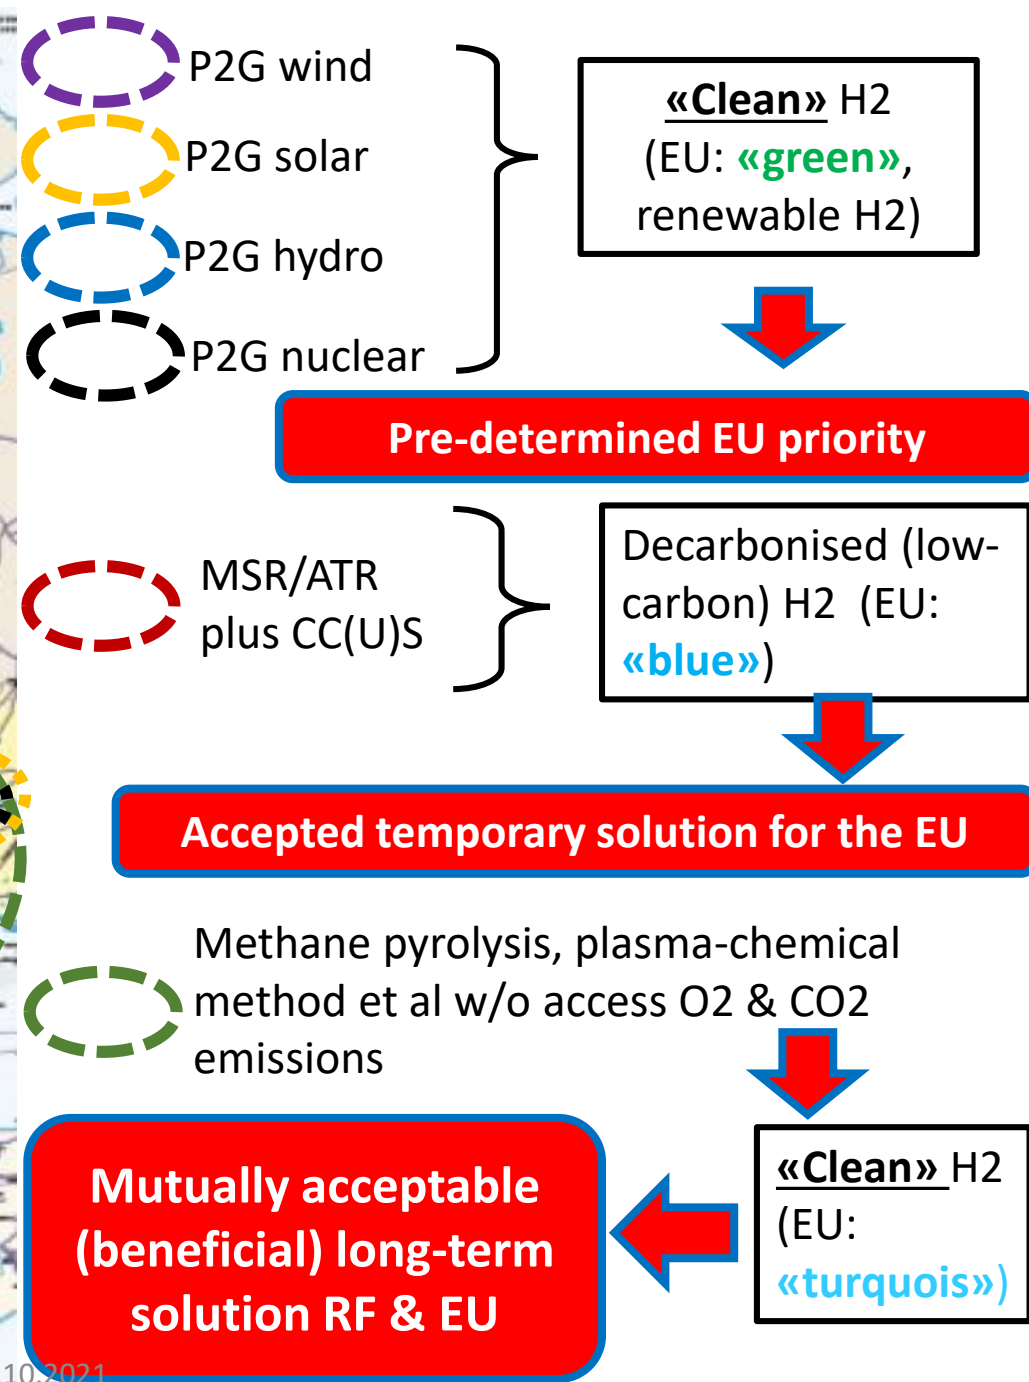 P2G wind
P2G solar
P2G hydro
P2G nuclear
«Clean» H2
(EU: «green»,
renewable H2)
Pre-determined EU priority
MSR/ATR
plus CC(U)S
Decarbonised (low-
carbon) H2 (EU:
«blue»)
Accepted temporary solution for the EU
Methane pyrolysis, plasma-chemical
method et al w/o access O2 & CO2
emissions
«Clean» H2
(EU:
«turquois»)
Mutually acceptable
(beneficial) long-term
solution RF & EU
.10.2021